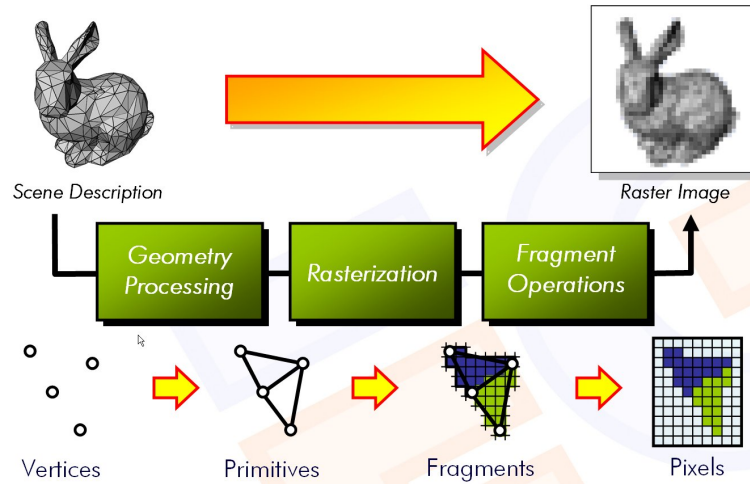 Scene Description
Raster Image
Geometry
Processing
Rasterization
Fragment
Operations
Vertices
Primitives
Fragments
Pixels